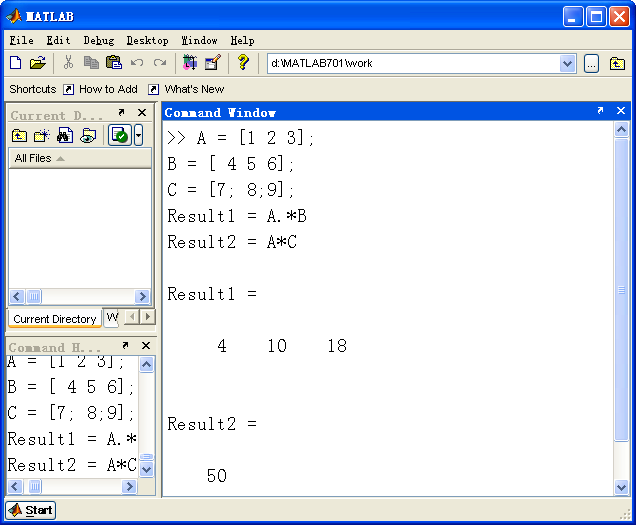 MATLAB
File Edit Debug Desktop Window Help
d:\MATLAB701\work
...
Shortcuts How to Add What's New
Current D...
All Files
Current Directory W
Command H...
A = [1 2 3];
B = [ 4 5 6];
C = [7; 8;9];
Result1 = A.*
Result2 = A*C
Command Window
>> A = [1 2 3];
B = [ 4 5 6];
C = [7; 8;9];
Result1 = A.*B
Result2 = A*C
Result1 =
4 10 18
Result2 =
50
Start